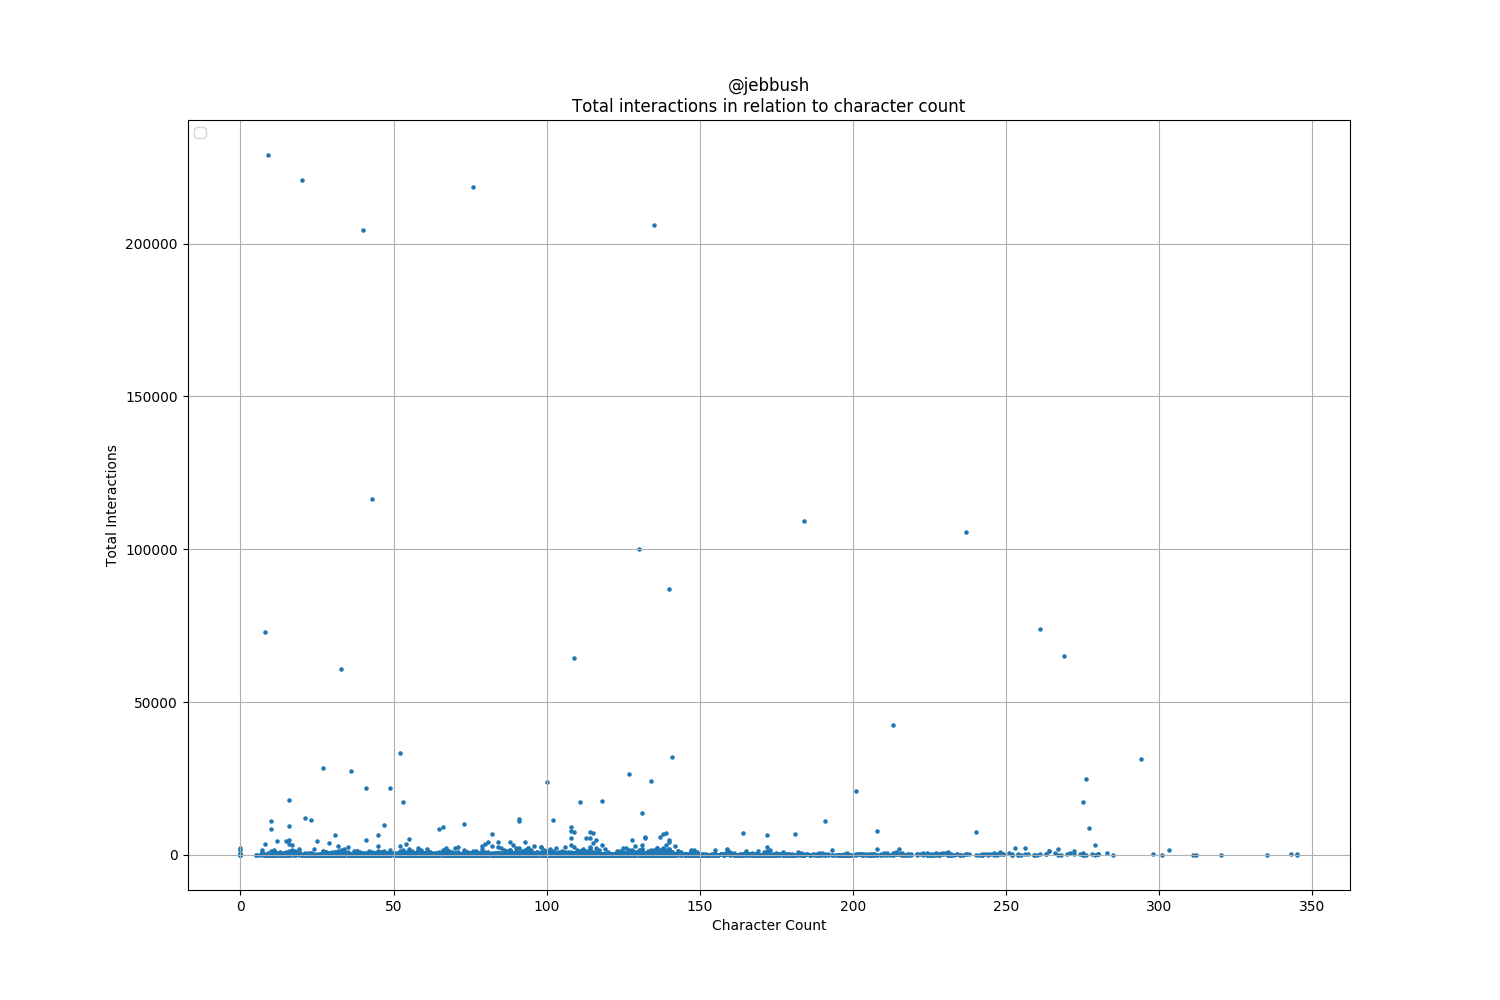 @jebbush
Total interactions in relation to character count
200000
150000
100000
50000
0
Total Interactions
0 50 100 150 200 250 300 350
Character Count